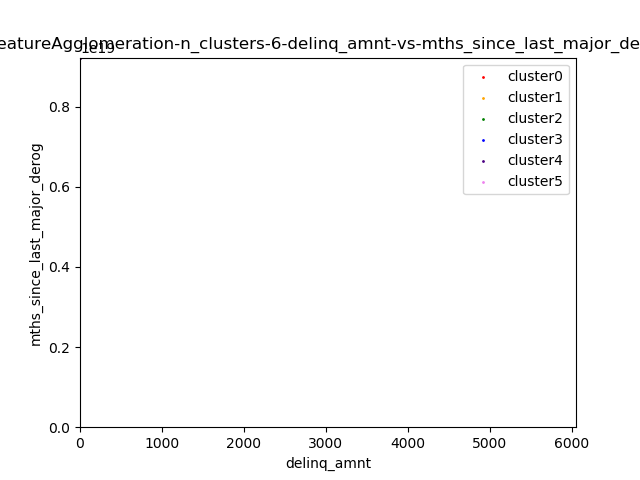 eatureAgglomeration-n_clusters-6-delinq_amnt-vs-mths_since_last_major_de
1e19
cluster0
cluster1
cluster2
cluster3
cluster4
cluster5
0.8
0.6
0.4
0.2
0.0
mths_since_last_major_derog
0 1000 2000 3000 4000 5000 6000
delinq_amnt